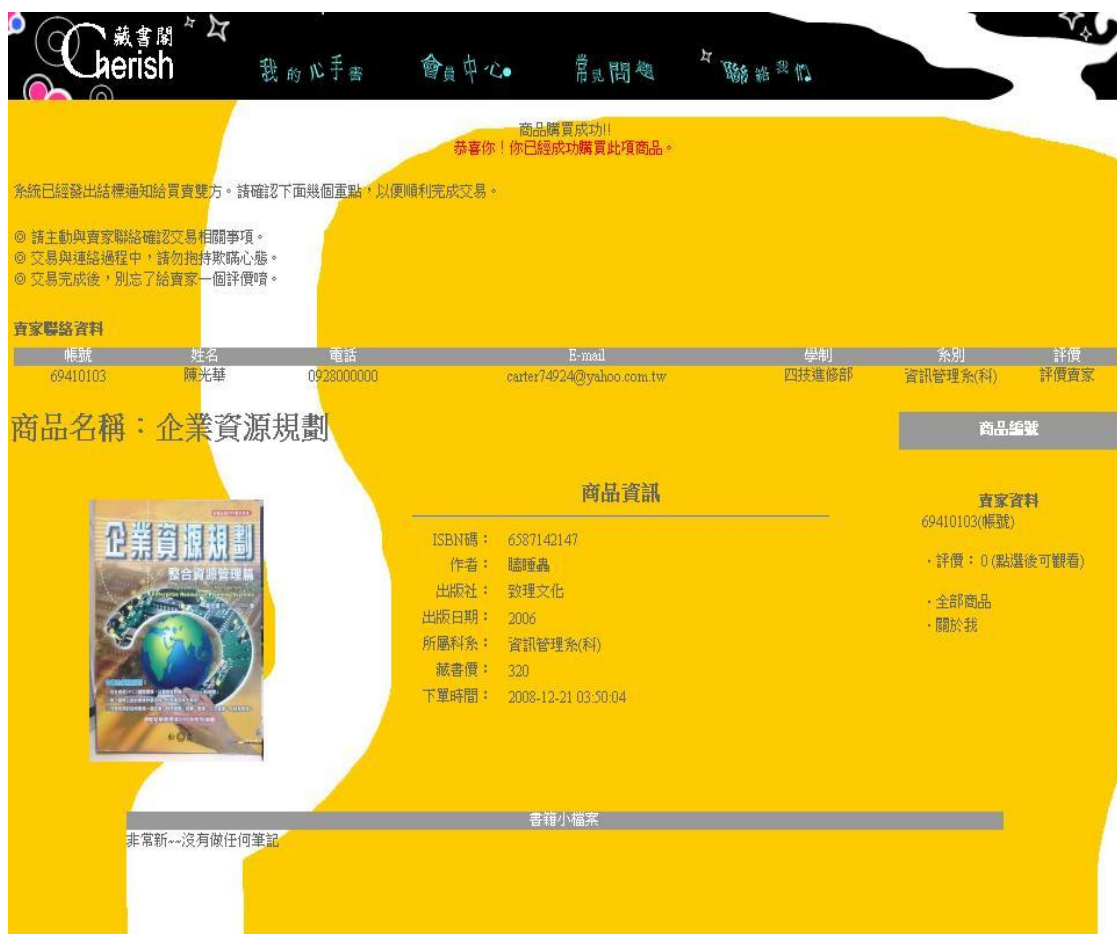 藏書閣
Cherish
我的心手書 會員中心 常見問題 聯絡我們
商品購買成功!!
恭喜你！你已經成功購買此項商品。
系統已經發出結標通知給買賣雙方。請確認下面幾個重點，以便順利完成交易。
◎ 請主動與賣家聯絡確認交易相關事項。
◎ 交易與連絡過程中，請勿抱持欺瞞心態。
◎ 交易完成後，別忘了給賣家一個評價唷。
賣家聯絡資料
帳號 姓名 電話 E-mail 學制 系別 評價
69410103 陳光華 0928000000 carter74924@yahoo.com.tw 四技進修部 資訊管理系(科) 評價賣家
商品名稱：企業資源規劃
商品編號
企業資源規劃
整合資源管理篇
商品資訊
ISBN碼： 6587142147
作者： 瞌睡蟲
出版社： 致理文化
出版日期： 2006
所屬科系： 資訊管理系(科)
藏書價： 320
下單時間： 2008-12-21 03:50:04
賣家資料
69410103(帳號)
．評價：0 (點選後可觀看)
．全部商品
．關於我
書籍小檔案
非常新~~沒有做任何筆記